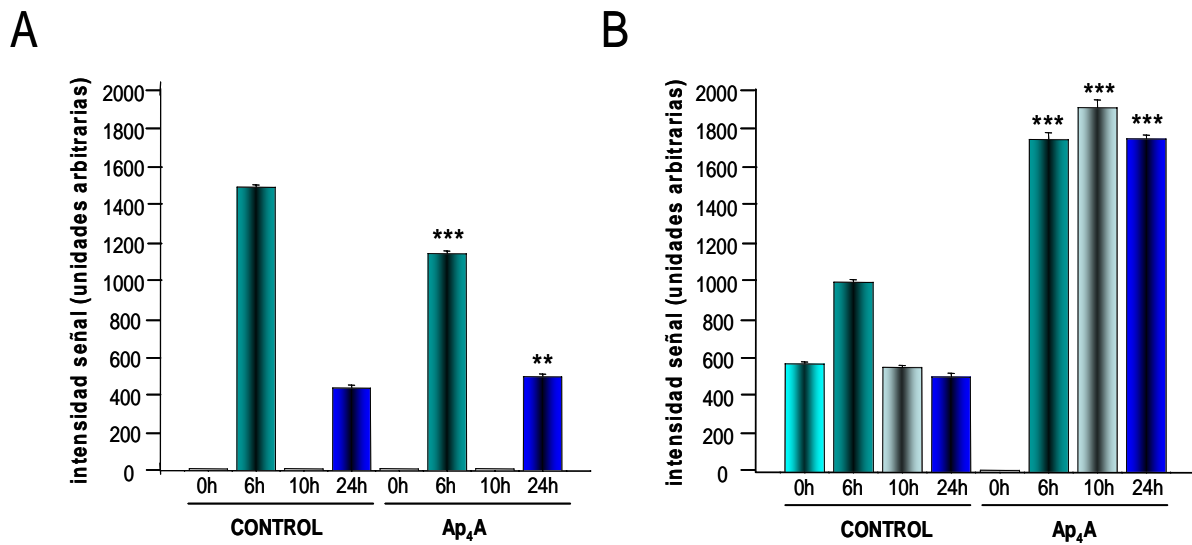 A
B
intensidad señal (unidades arbitrarias)
2000
1800
1600
1400
1200
1000
800
600
400
200
0
***
**
0h 6h 10h 24h 0h 6h 10h 24h
CONTROL Ap₄A
intensidad señal (unidades arbitrarias)
2000
1800
1600
1400
1200
1000
800
600
400
200
0
*** *** ***
0h 6h 10h 24h 0h 6h 10h 24h
CONTROL Ap₄A